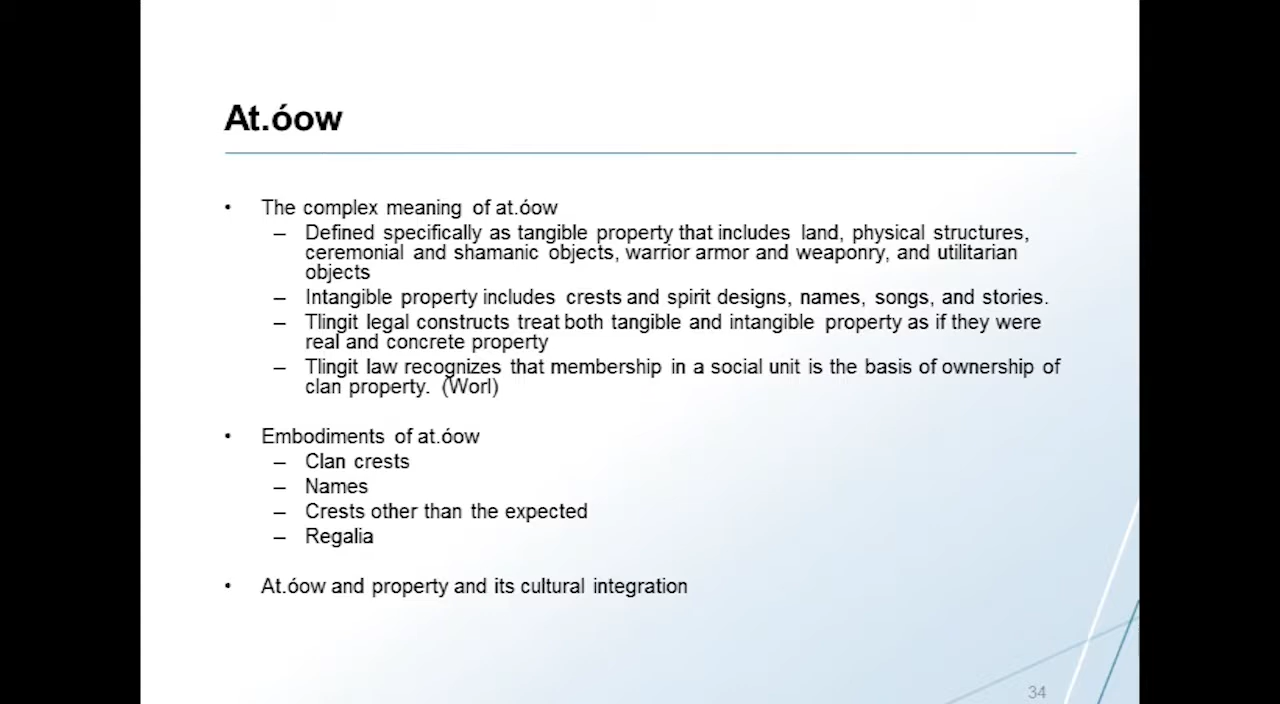 At.óow
• The complex meaning of at.óow
– Defined specifically as tangible property that includes land, physical structures,
ceremonial and shamanic objects, warrior armor and weaponry, and utilitarian
objects
– Intangible property includes crests and spirit designs, names, songs, and stories.
– Tlingit legal constructs treat both tangible and intangible property as if they were
real and concrete property
– Tlingit law recognizes that membership in a social unit is the basis of ownership of
clan property. (Worl)
• Embodiments of at.óow
– Clan crests
– Names
– Crests other than the expected
– Regalia
• At.óow and property and its cultural integration
34